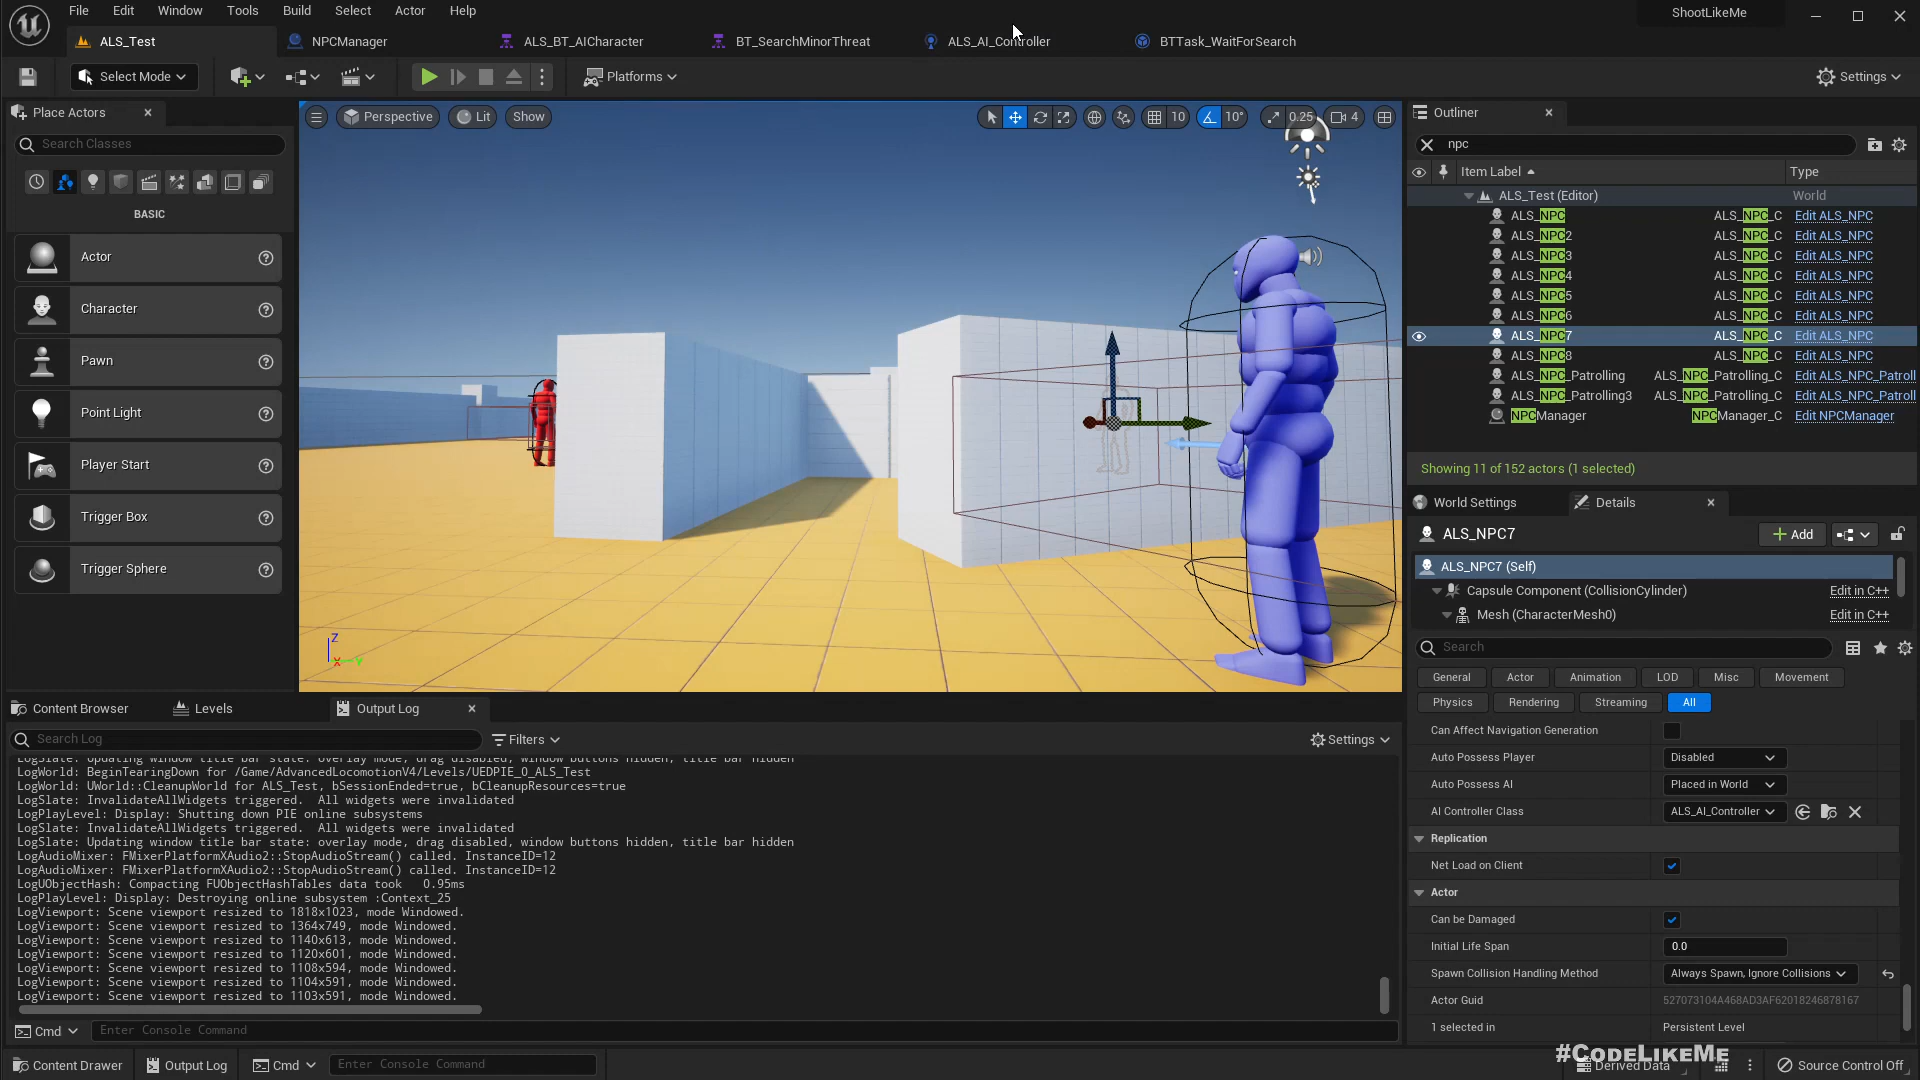 File Edit Window Tools Build Select Actor Help
ShootLikeMe
ALS_Test
NPCManager
ALS_BT_AICharacter
BT_SearchMinorThreat
ALS_AI_Controller
BTTask_WaitForSearch
Select Mode
Platforms
Settings
Place Actors
Search Classes
BASIC
Actor
Character
Pawn
Point Light
Player Start
Trigger Box
Trigger Sphere
Perspective
Lit
Show
10
10°
0.25
4
Z
X
Y
Outliner
npc
Item Label
Type
ALS_Test (Editor) World
ALS_NPC ALS_NPC_C Edit ALS_NPC
ALS_NPC2 ALS_NPC_C Edit ALS_NPC
ALS_NPC3 ALS_NPC_C Edit ALS_NPC
ALS_NPC4 ALS_NPC_C Edit ALS_NPC
ALS_NPC5 ALS_NPC_C Edit ALS_NPC
ALS_NPC6 ALS_NPC_C Edit ALS_NPC
ALS_NPC7 ALS_NPC_C Edit ALS_NPC
ALS_NPC8 ALS_NPC_C Edit ALS_NPC
ALS_NPC_Patrolling ALS_NPC_Patrolling_C Edit ALS_NPC_Patroll
ALS_NPC_Patrolling3 ALS_NPC_Patrolling_C Edit ALS_NPC_Patroll
NPCManager NPCManager_C Edit NPCManager
Showing 11 of 152 actors (1 selected)
World Settings
Details
ALS_NPC7
Add
ALS_NPC7 (Self)
Capsule Component (CollisionCylinder) Edit in C++
Mesh (CharacterMesh0) Edit in C++
Search
General Actor Animation LOD Misc Movement
Physics Rendering Streaming All
Can Affect Navigation Generation
Auto Possess Player Disabled
Auto Possess AI Placed in World
AI Controller Class ALS_AI_Controller
Replication
Net Load on Client
Actor
Can be Damaged
Initial Life Span 0.0
Spawn Collision Handling Method Always Spawn, Ignore Collisions
Actor Guid 527073104A468AD3AF62018246878167
1 selected in Persistent Level
Content Browser
Levels
Output Log
Search Log
Filters
Settings
LogSlate: Updating window title bar state: overlay mode, drag disabled, window buttons hidden, title bar hidden
LogWorld: BeginTearingDown for /Game/AdvancedLocomotionV4/Levels/UEDPIE_0_ALS_Test
LogWorld: UWorld::CleanupWorld for ALS_Test, bSessionEnded=true, bCleanupResources=true
LogSlate: InvalidateAllWidgets triggered.  All widgets were invalidated
LogPlayLevel: Display: Shutting down PIE online subsystems
LogSlate: InvalidateAllWidgets triggered.  All widgets were invalidated
LogSlate: Updating window title bar state: overlay mode, drag disabled, window buttons hidden, title bar hidden
LogAudioMixer: FMixerPlatformXAudio2::StopAudioStream() called. InstanceID=12
LogAudioMixer: FMixerPlatformXAudio2::StopAudioStream() called. InstanceID=12
LogUObjectHash: Compacting FUObjectHashTables data took   0.95ms
LogPlayLevel: Display: Destroying online subsystem :Context_25
LogViewport: Scene viewport resized to 1818x1023, mode Windowed.
LogViewport: Scene viewport resized to 1364x749, mode Windowed.
LogViewport: Scene viewport resized to 1140x613, mode Windowed.
LogViewport: Scene viewport resized to 1120x601, mode Windowed.
LogViewport: Scene viewport resized to 1108x594, mode Windowed.
LogViewport: Scene viewport resized to 1104x591, mode Windowed.
LogViewport: Scene viewport resized to 1103x591, mode Windowed.
Cmd
Enter Console Command
Content Drawer
Output Log
Cmd
Enter Console Command
#CodeLikeMe
Derived Data
Source Control Off